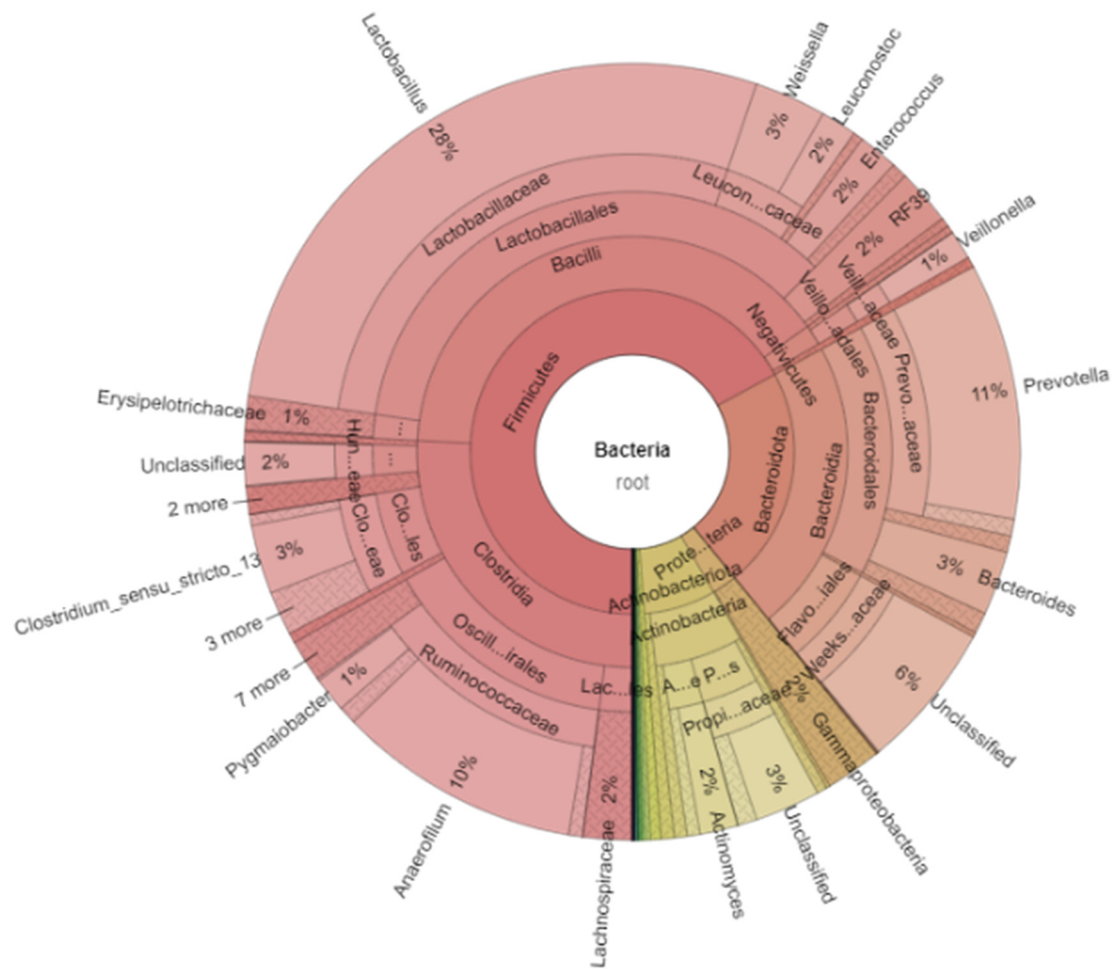 Lactobacillus
28%
Weissella
3%
Leuconostoc
2%
Enterococcus
2%
RF39
2%
Veillonella
1%
Prevotella
11%
Bacteroides
3%
Unclassified
6%
Gammaproteobacteria
2%
Unclassified
3%
Actinomyces
2%
Lachnospiraceae
2%
Anaerofilum
10%
Pygmaiobacter
1%
7 more
3 more
Clostridium_sensu_stricto_13
3%
2 more
Unclassified
2%
Erysipelotrichaceae
1%
Lactobacillaceae
Leucon...caceae
Lactobacillales
Bacilli
Firmicutes
Negativicutes
Veillo...adales
Veill...aceae
Prevo...aceae
Bacteroidales
Bacteroidia
Bacteroidota
Flavo...iales
Weeks...aceae
Prote...teria
Actinobacteriota
Actinobacteria
A...e
P...s
Propi...aceae
Lac...les
Ruminococcaceae
Oscill...irales
Clostridia
Clo...les
Clo...eae
Hun...eae
...
...
Bacteria
root